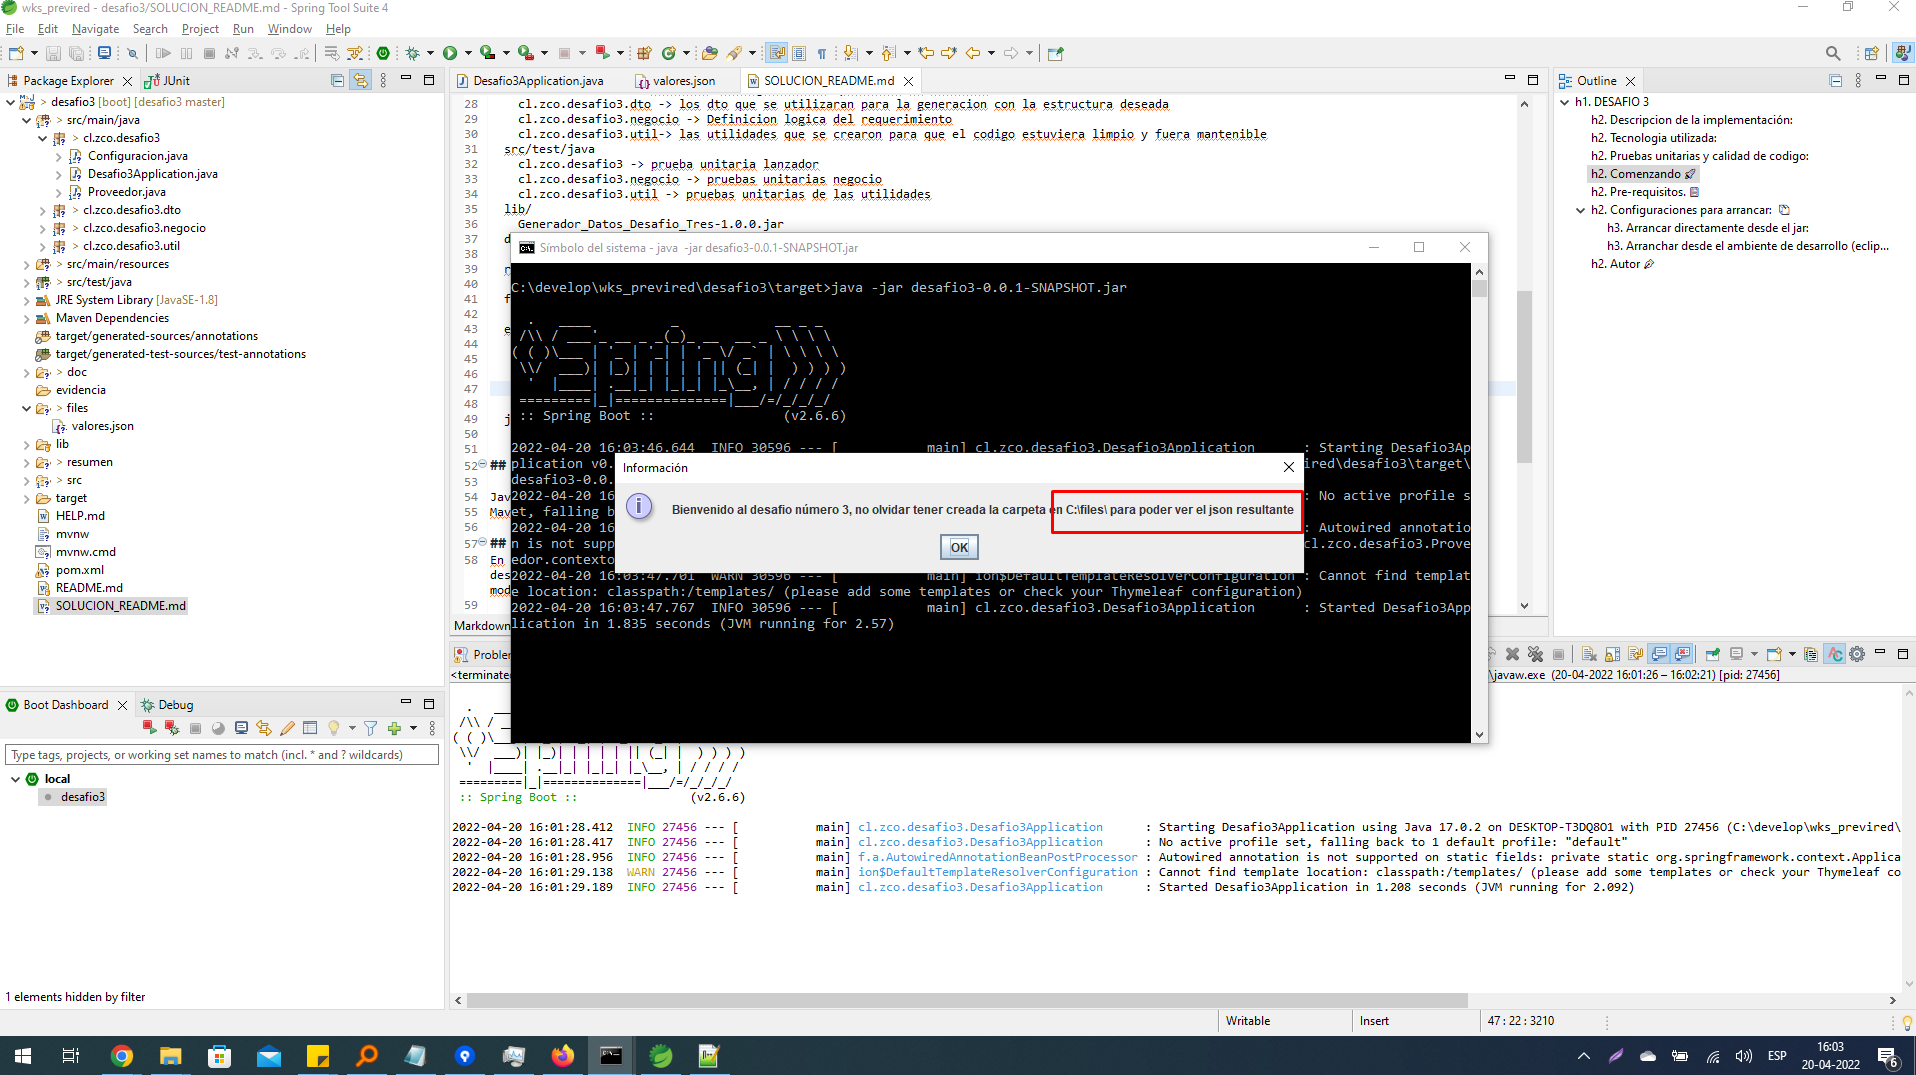 wks_previred - desafio3/SOLUCION_README.md - Spring Tool Suite 4
File Edit Navigate Search Project Run Window Help
Package Explorer
JUnit
desafio3 [boot] [desafio3 master]
src/main/java
cl.zco.desafio3
Configuracion.java
Desafio3Application.java
Proveedor.java
cl.zco.desafio3.dto
cl.zco.desafio3.negocio
cl.zco.desafio3.util
src/main/resources
src/test/java
JRE System Library [JavaSE-1.8]
Maven Dependencies
target/generated-sources/annotations
target/generated-test-sources/test-annotations
doc
evidencia
files
valores.json
lib
resumen
src
target
HELP.md
mvnw
mvnw.cmd
pom.xml
README.md
SOLUCION_README.md
Desafio3Application.java
valores.json
SOLUCION_README.md
28 cl.zco.desafio3.dto -> los dto que se utilizaran para la generacion con la estructura deseada
29 cl.zco.desafio3.negocio -> Definicion logica del requerimiento
30 cl.zco.desafio3.util-> las utilidades que se crearon para que el codigo estuviera limpio y fuera mantenible
31 src/test/java
32 cl.zco.desafio3 -> prueba unitaria lanzador
33 cl.zco.desafio3.negocio -> pruebas unitarias negocio
34 cl.zco.desafio3.util -> pruebas unitarias de las utilidades
35 lib/
36 Generador_Datos_Desafio_Tres-1.0.0.jar
37 d
38
39
40
41 f
42
43 e
44
45
46
47
48
49 j
50
51
52 ##
53
54 Jav
55 Mav
56
57 ##
58 En
des
mod
59
Markdown
Símbolo del sistema - java -jar desafio3-0.0.1-SNAPSHOT.jar
C:\develop\wks_previred\desafio3\target>java -jar desafio3-0.0.1-SNAPSHOT.jar
Spring
:: Spring Boot :: (v2.6.6)
2022-04-20 16:03:46.644 INFO 30596 --- [ main] cl.zco.desafio3.Desafio3Application : Starting Desafio3Ap
plication v0. ired\desafio3\target\
desafio3-0.0.
2022-04-20 16 : No active profile s
et, falling b
2022-04-20 16 : Autowired annotatio
n is not supp cl.zco.desafio3.Prove
edor.contexto
2022-04-20 16:03:47.701 WARN 30596 --- [ main] ion$DefaultTemplateResolverConfiguration : Cannot find templat
e location: classpath:/templates/ (please add some templates or check your Thymeleaf configuration)
2022-04-20 16:03:47.767 INFO 30596 --- [ main] cl.zco.desafio3.Desafio3Application : Started Desafio3App
lication in 1.835 seconds (JVM running for 2.57)
Información
Bienvenido al desafio número 3, no olvidar tener creada la carpeta en C:\files\ para poder ver el json resultante
OK
Outline
h1. DESAFIO 3
h2. Descripcion de la implementación:
h2. Tecnologia utilizada:
h2. Pruebas unitarias y calidad de codigo:
h2. Comenzando
h2. Pre-requisitos.
h2. Configuraciones para arrancar:
h3. Arrancar directamente desde el jar:
h3. Arranchar desde el ambiente de desarrollo (eclip...
h2. Autor
Boot Dashboard
Debug
Type tags, projects, or working set names to match (incl. * and ? wildcards)
local
desafio3
1 elements hidden by filter
Problem
<terminated
\javaw.exe (20-04-2022 16:01:26 – 16:02:21) [pid: 27456]
:: Spring Boot :: (v2.6.6)
2022-04-20 16:01:28.412 INFO 27456 --- [ main] cl.zco.desafio3.Desafio3Application : Starting Desafio3Application using Java 17.0.2 on DESKTOP-T3DQ8O1 with PID 27456 (C:\develop\wks_previred\
2022-04-20 16:01:28.417 INFO 27456 --- [ main] cl.zco.desafio3.Desafio3Application : No active profile set, falling back to 1 default profile: "default"
2022-04-20 16:01:28.956 INFO 27456 --- [ main] f.a.AutowiredAnnotationBeanPostProcessor : Autowired annotation is not supported on static fields: private static org.springframework.context.Applica
2022-04-20 16:01:29.138 WARN 27456 --- [ main] ion$DefaultTemplateResolverConfiguration : Cannot find template location: classpath:/templates/ (please add some templates or check your Thymeleaf co
2022-04-20 16:01:29.189 INFO 27456 --- [ main] cl.zco.desafio3.Desafio3Application : Started Desafio3Application in 1.208 seconds (JVM running for 2.092)
Writable
Insert
47 : 22 : 3210
ESP
16:03
20-04-2022
6